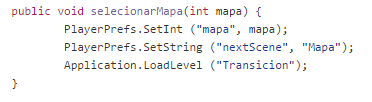 public void selecionarMapa(int mapa) {
PlayerPrefs.SetInt ("mapa", mapa);
PlayerPrefs.SetString ("nextScene", "Mapa");
Application.LoadLevel ("Transicion");
}